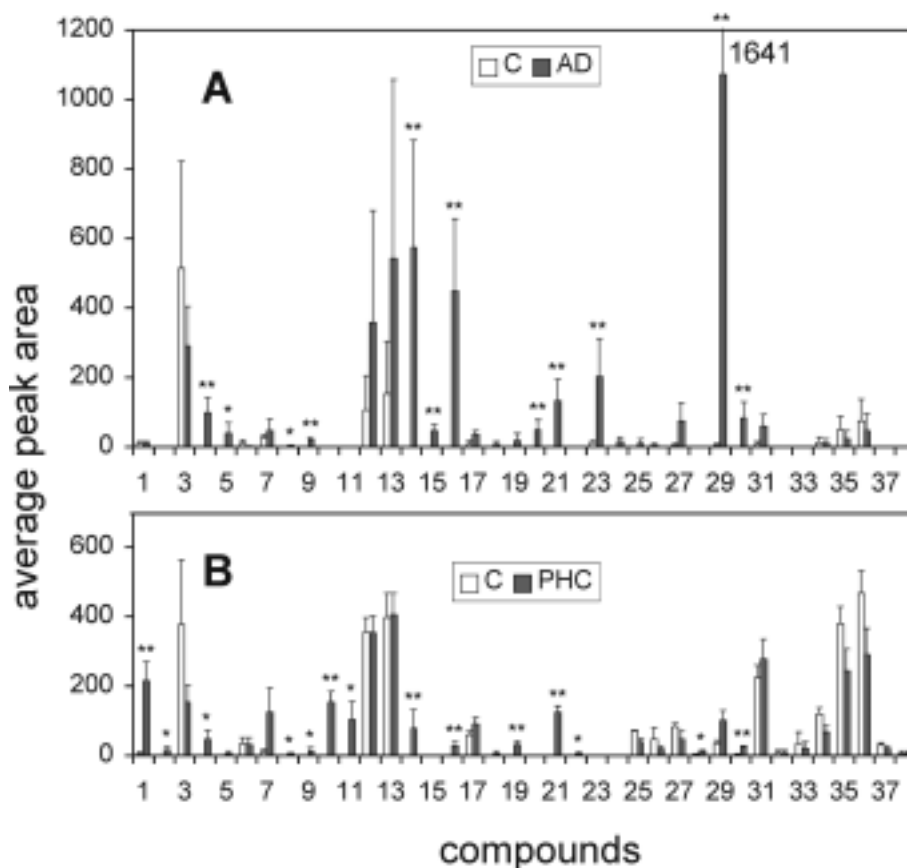 **
1200
1641
C AD
A
1000
**
800
**
600
400
**
200
** * * ** ** ** ** **
0
1 3 5 7 9 11 13 15 17 19 21 23 25 27 29 31 33 35 37
average peak area
600
B
C PHC
400
**
200
* * * * ** * ** ** ** ** * * **
0
1 3 5 7 9 11 13 15 17 19 21 23 25 27 29 31 33 35 37
compounds